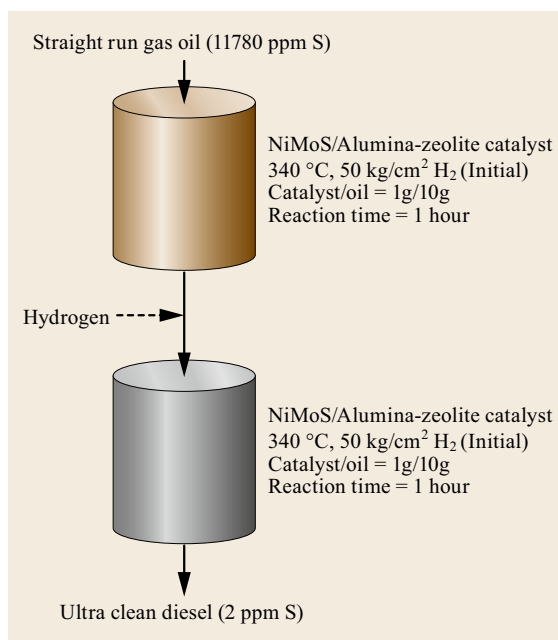 Straight run gas oil (11780 ppm S)
NiMoS/Alumina-zeolite catalyst
340 °C, 50 kg/cm² H₂ (Initial)
Catalyst/oil = 1g/10g
Reaction time = 1 hour
Hydrogen
NiMoS/Alumina-zeolite catalyst
340 °C, 50 kg/cm² H₂ (Initial)
Catalyst/oil = 1g/10g
Reaction time = 1 hour
Ultra clean diesel (2 ppm S)